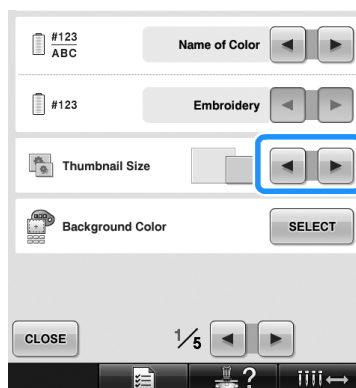 #123
ABC
Name of Color
#123
Embroidery
Thumbnail Size
Background Color
SELECT
CLOSE
1/5
?